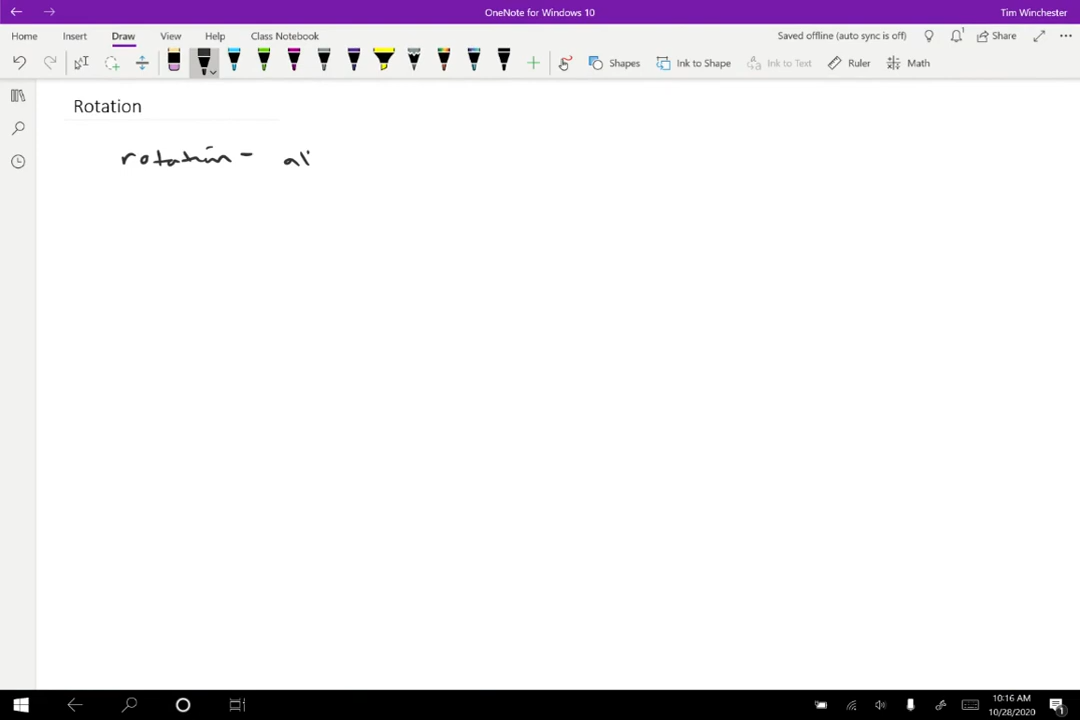 OneNote for Windows 10
Tim Winchester
Home Insert Draw View Help Class Notebook
Saved offline (auto sync is off)
Share
Shapes
Ink to Shape
Ink to Text
Ruler
Math
Rotation
rotation -
10:16 AM
10/28/2020
1